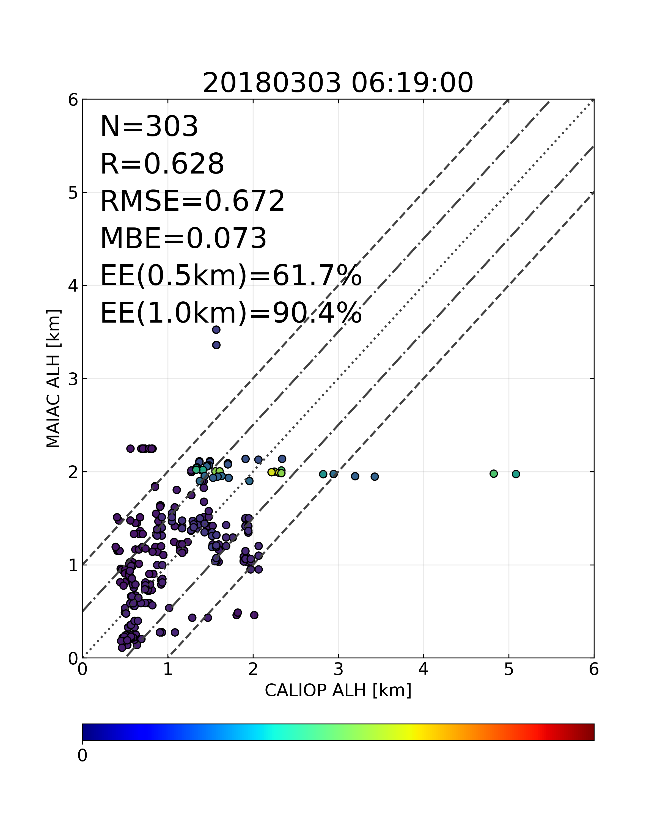 20180303 06:19:00
6
N=303
R=0.628
5
RMSE=0.672
MBE=0.073
EE(0.5km)=61.7%
4
EE(1.0km)=90.4%
MAIAC ALH [km]
3
2
1
0
0 1 2 3 4 5 6
CALIOP ALH [km]
0